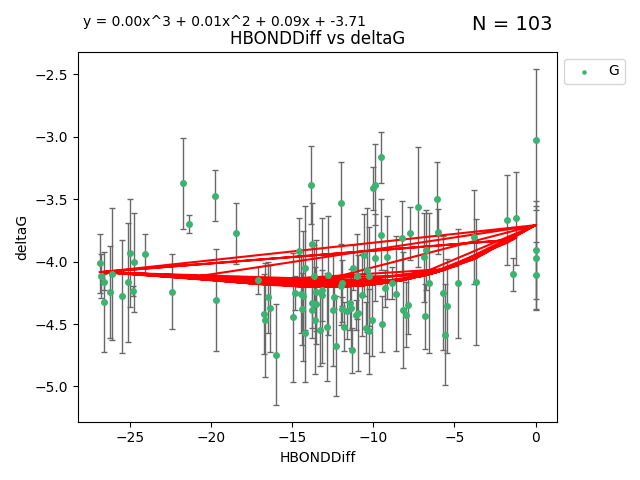 y = 0.00x^3 + 0.01x^2 + 0.09x + -3.71
N = 103
HBONDDiff vs deltaG
G
−2.5
−3.0
−3.5
−4.0
−4.5
−5.0
deltaG
−25 −20 −15 −10 −5 0
HBONDDiff